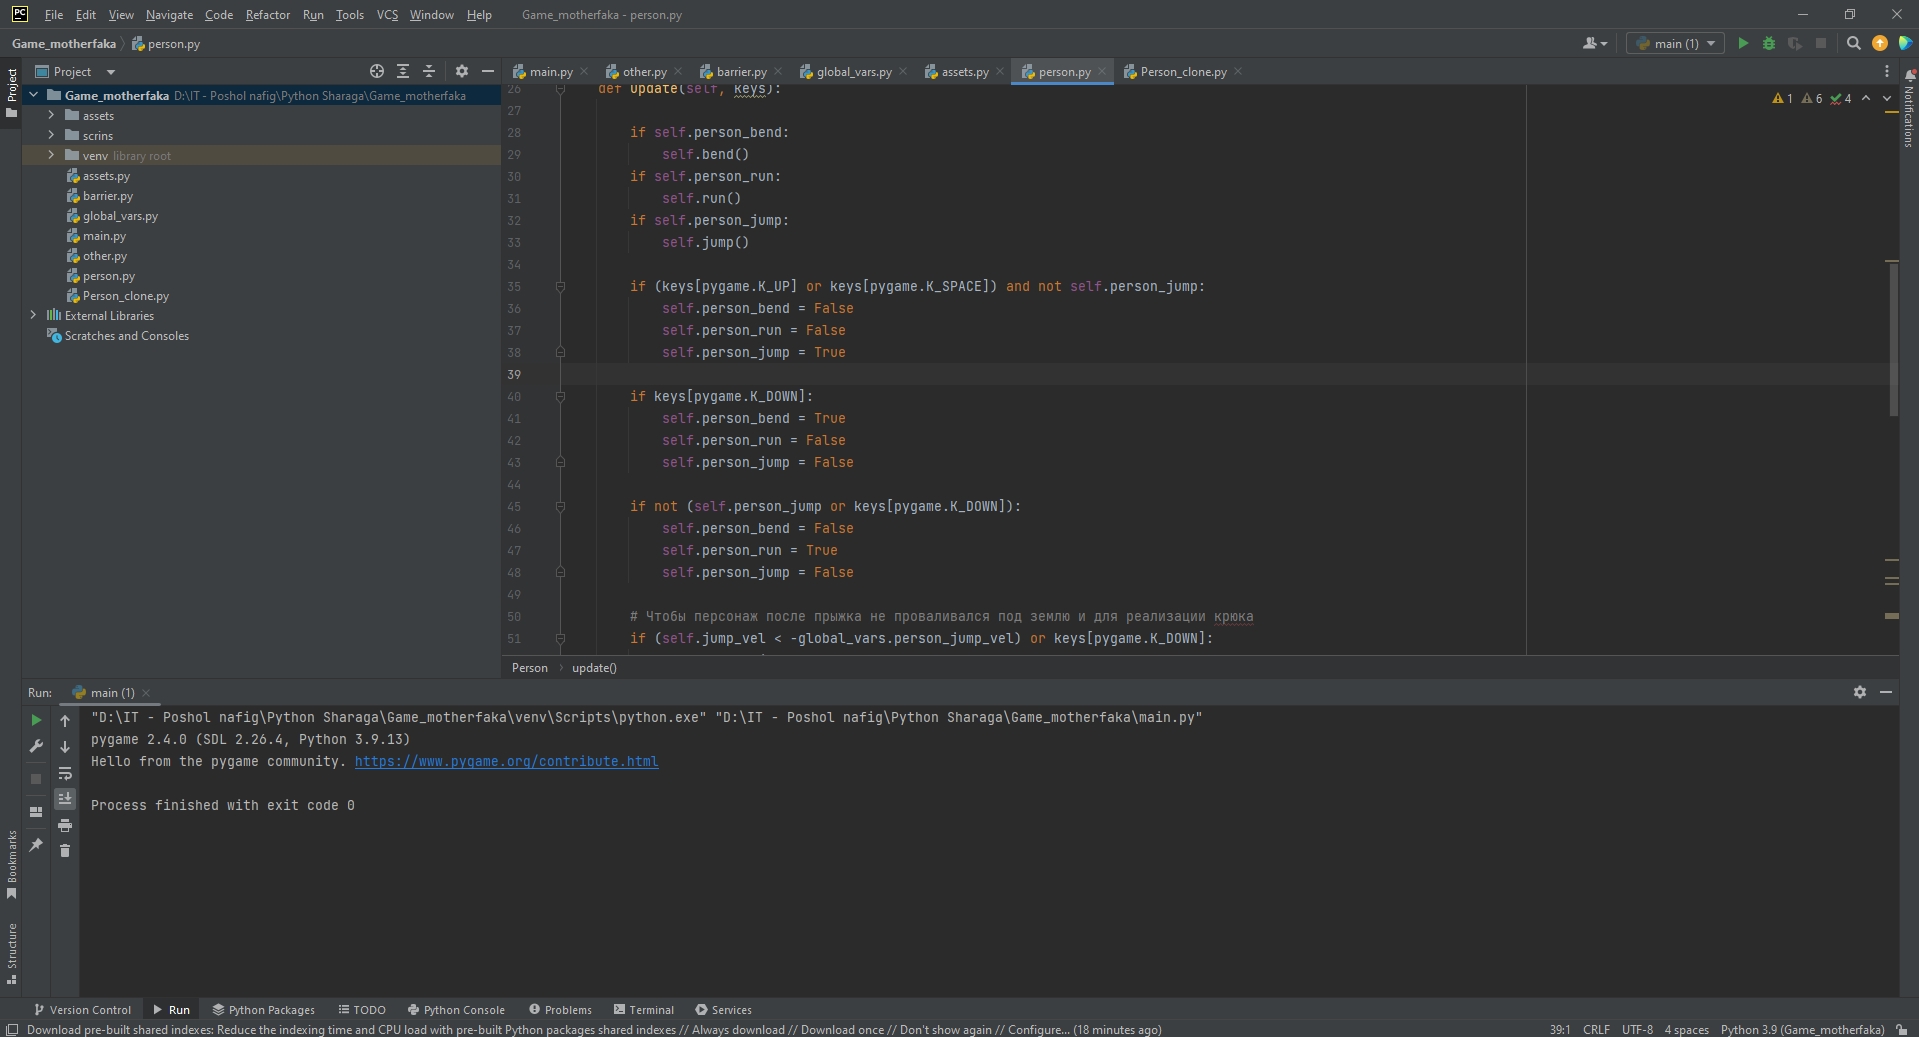 PC File Edit View Navigate Code Refactor Run Tools VCS Window Help Game_motherfaka - person.py
Game_motherfaka person.py main (1)
Project
Project
main.py other.py barrier.py global_vars.py assets.py person.py Person_clone.py
Game_motherfaka D:\IT - Poshol nafig\Python Sharaga\Game_motherfaka
assets
scrins
venv library root
assets.py
barrier.py
global_vars.py
main.py
other.py
person.py
Person_clone.py
External Libraries
Scratches and Consoles
1 6 4
Notifications
26 def update(self, keys):
27
28 if self.person_bend:
29 self.bend()
30 if self.person_run:
31 self.run()
32 if self.person_jump:
33 self.jump()
34
35 if (keys[pygame.K_UP] or keys[pygame.K_SPACE]) and not self.person_jump:
36 self.person_bend = False
37 self.person_run = False
38 self.person_jump = True
39
40 if keys[pygame.K_DOWN]:
41 self.person_bend = True
42 self.person_run = False
43 self.person_jump = False
44
45 if not (self.person_jump or keys[pygame.K_DOWN]):
46 self.person_bend = False
47 self.person_run = True
48 self.person_jump = False
49
50 # Чтобы персонаж после прыжка не проваливался под землю и для реализации крюка
51 if (self.jump_vel < -global_vars.person_jump_vel) or keys[pygame.K_DOWN]:
Person update()
Run: main (1)
"D:\IT - Poshol nafig\Python Sharaga\Game_motherfaka\venv\Scripts\python.exe" "D:\IT - Poshol nafig\Python Sharaga\Game_motherfaka\main.py"
pygame 2.4.0 (SDL 2.26.4, Python 3.9.13)
Hello from the pygame community. https://www.pygame.org/contribute.html
Process finished with exit code 0
Bookmarks
Structure
Version Control Run Python Packages TODO Python Console Problems Terminal Services
Download pre-built shared indexes: Reduce the indexing time and CPU load with pre-built Python packages shared indexes // Always download // Download once // Don't show again // Configure... (18 minutes ago) 39:1 CRLF UTF-8 4 spaces Python 3.9 (Game_motherfaka)